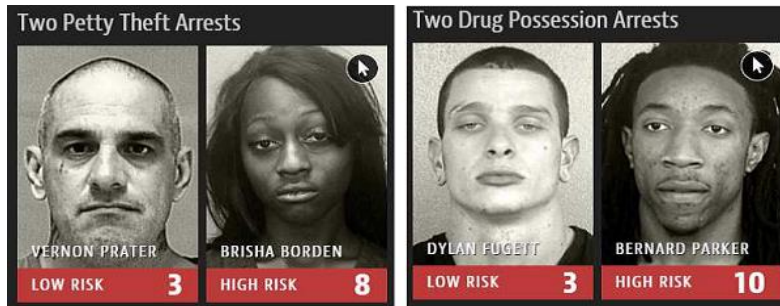 Two Petty Theft Arrests
VERNON PRATER
LOW RISK 3
BRISHA BORDEN
HIGH RISK 8
Two Drug Possession Arrests
DYLAN FUGETT
LOW RISK 3
BERNARD PARKER
HIGH RISK 10